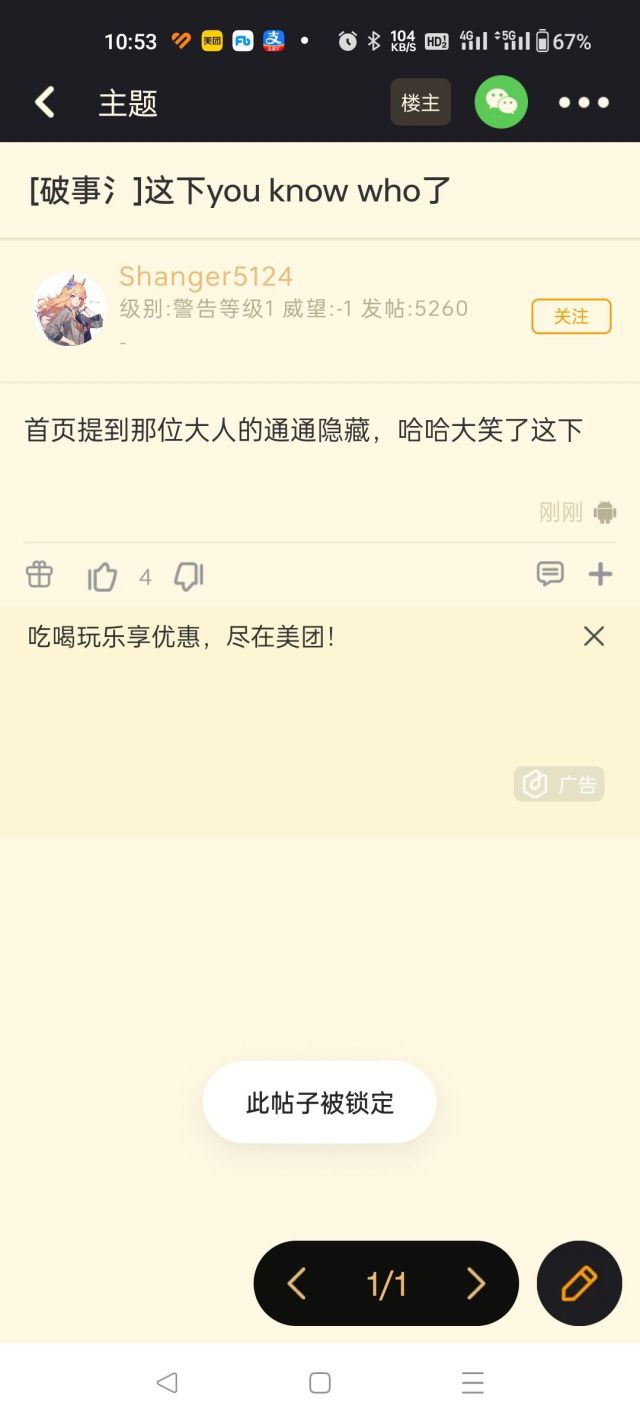 10:53
美团
支
104 KB/S
HD 1 2
4G
5G
67%
主题
楼主
[破事氵]这下you know who了
Shanger5124
级别:警告等级1 威望:-1 发帖:5260
-
关注
首页提到那位大人的通通隐藏，哈哈大笑了这下
刚刚
4
吃喝玩乐享优惠，尽在美团！
广告
此帖子被锁定
1/1